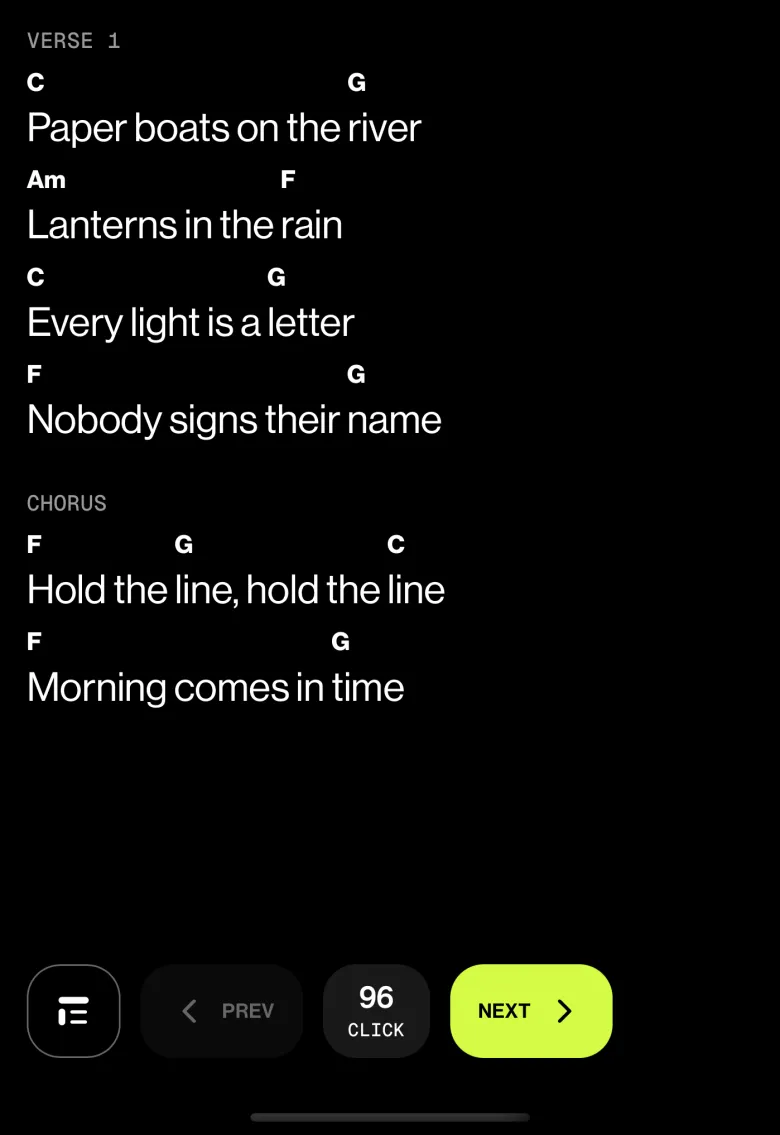 VERSE 1
C G
Paper boats on the river
Am F
Lanterns in the rain
C G
Every light is a letter
F G
Nobody signs their name
CHORUS
F G C
Hold the line, hold the line
F G
Morning comes in time
PREV
96
CLICK
NEXT